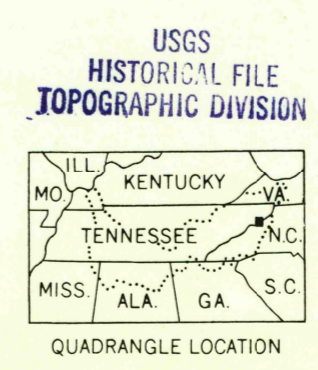 USGS
HISTORICAL FILE
TOPOGRAPHIC DIVISION
ILL.
MO.
KENTUCKY
VA.
TENNESSEE
N.C.
MISS.
ALA.
GA.
S.C.
QUADRANGLE LOCATION